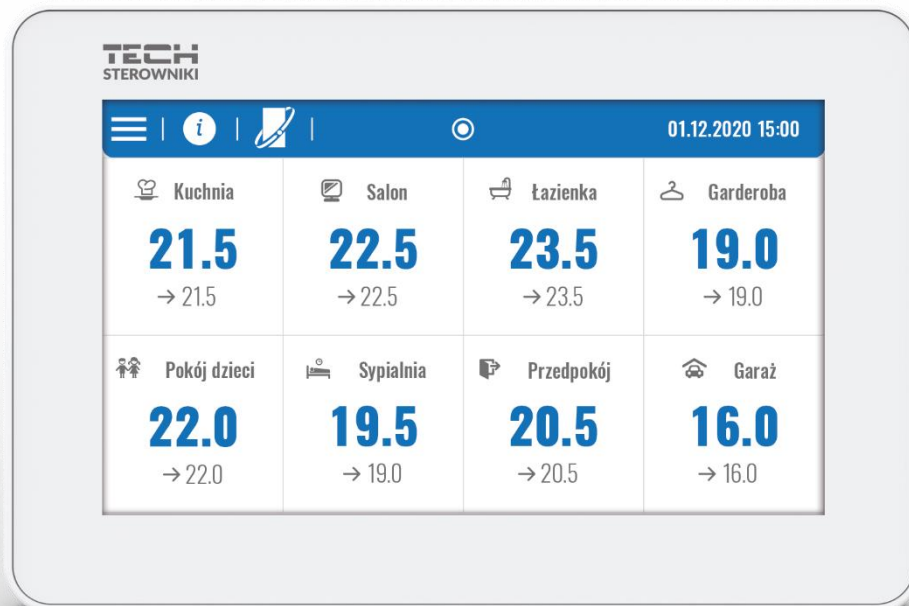 TECH
STEROWNIKI
i
01.12.2020 15:00
Kuchnia
21.5
→ 21.5
Salon
22.5
→ 22.5
Łazienka
23.5
→ 23.5
Garderoba
19.0
→ 19.0
Pokój dzieci
22.0
→ 22.0
Sypialnia
19.5
→ 19.0
Przedpokój
20.5
→ 20.5
Garaż
16.0
→ 16.0